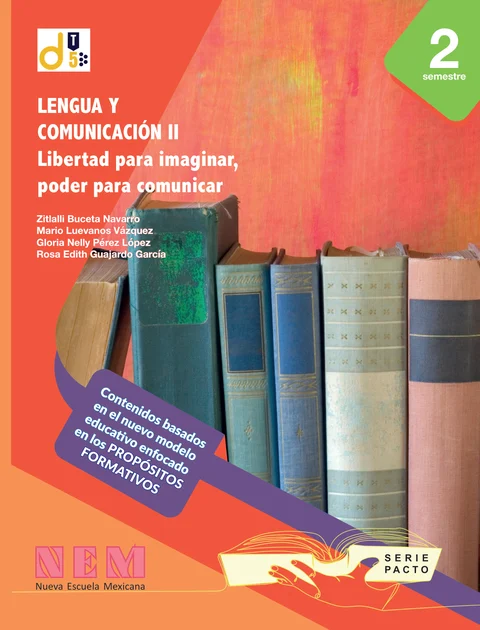 d T 5
2
semestre
LENGUA Y
COMUNICACIÓN II
Libertad para imaginar,
poder para comunicar
Zitlalli Buceta Navarro
Mario Luevanos Vázquez
Gloria Nelly Pérez López
Rosa Edith Guajardo García
Contenidos basados
en el nuevo modelo
educativo enfocado
en los PROPÓSITOS
FORMATIVOS
NEM
Nueva Escuela Mexicana
SERIE
PACTO